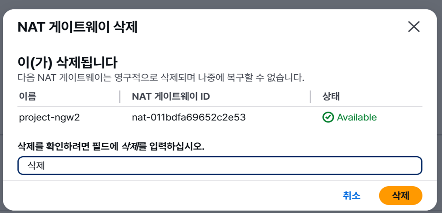 NAT 게이트웨이 삭제
이(가) 삭제됩니다
다음 NAT 게이트웨이는 영구적으로 삭제되며 나중에 복구할 수 없습니다.
이름 NAT 게이트웨이 ID 상태
project-ngw2 nat-011bdfa69652c2e53 Available
삭제를 확인하려면 필드에 삭제를 입력하십시오.
삭제
취소 삭제